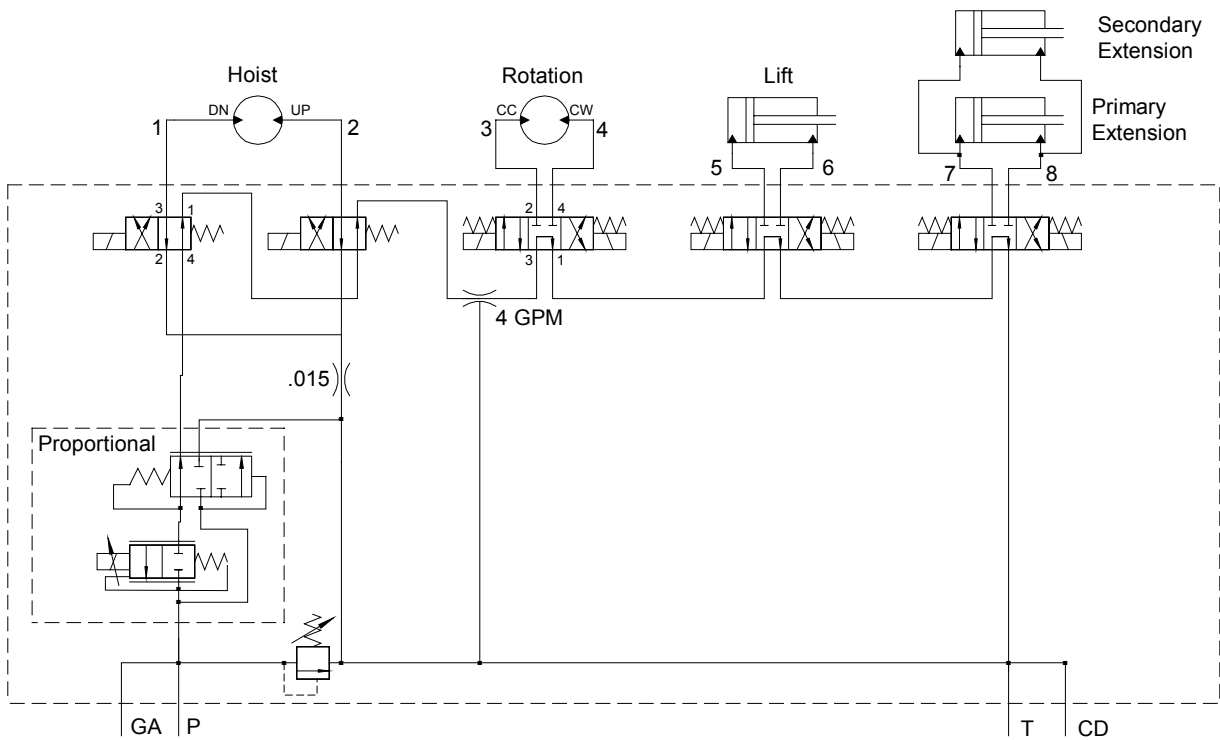 Secondary
Extension
Hoist
Rotation
Lift
Primary
Extension
DN
UP
CC
CW
1
2
3
4
5
6
7
8
3
1
2
4
2
4
3
1
4 GPM
.015
Proportional
GA
P
T
CD